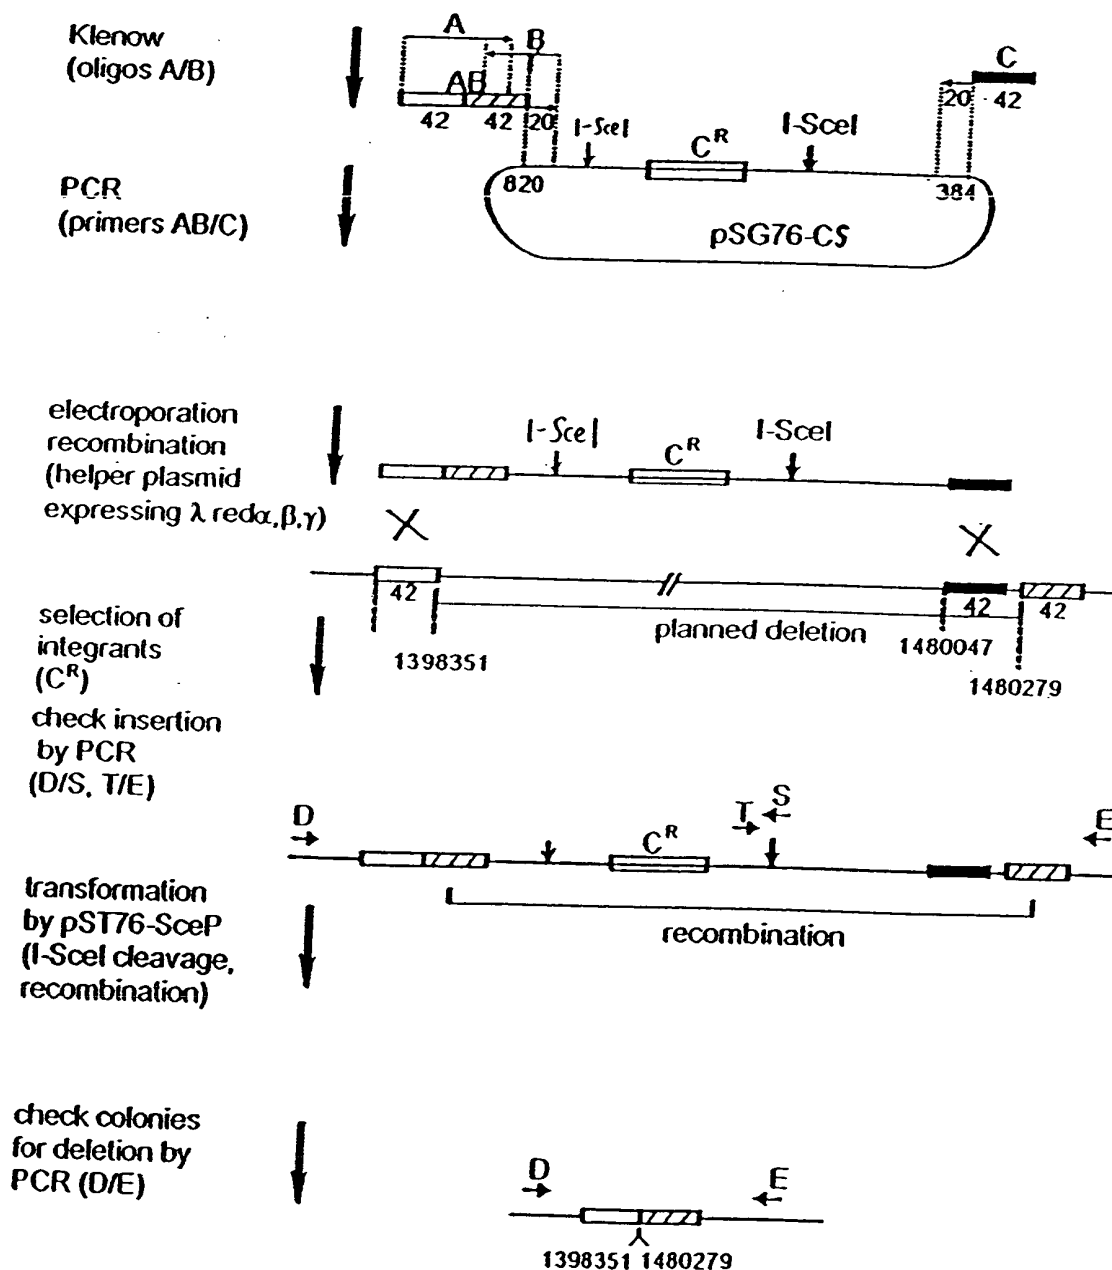 Klenow
(oligos A/B)
A
B
AB
42
42
20
C
20
42
I-SceI
C^R
I-SceI
PCR
(primers AB/C)
820
384
pSG76-CS
electroporation
recombination
(helper plasmid
expressing λ redα,β,γ)
I-SceI
C^R
I-SceI
42
42
42
planned deletion
1398351
1480047
1480279
selection of
integrants
(C^R)
check insertion
by PCR
(D/S, T/E)
D
C^R
T
S
E
recombination
transformation
by pST76-SceP
(I-SceI cleavage,
recombination)
check colonies
for deletion by
PCR (D/E)
D
E
1398351 1480279